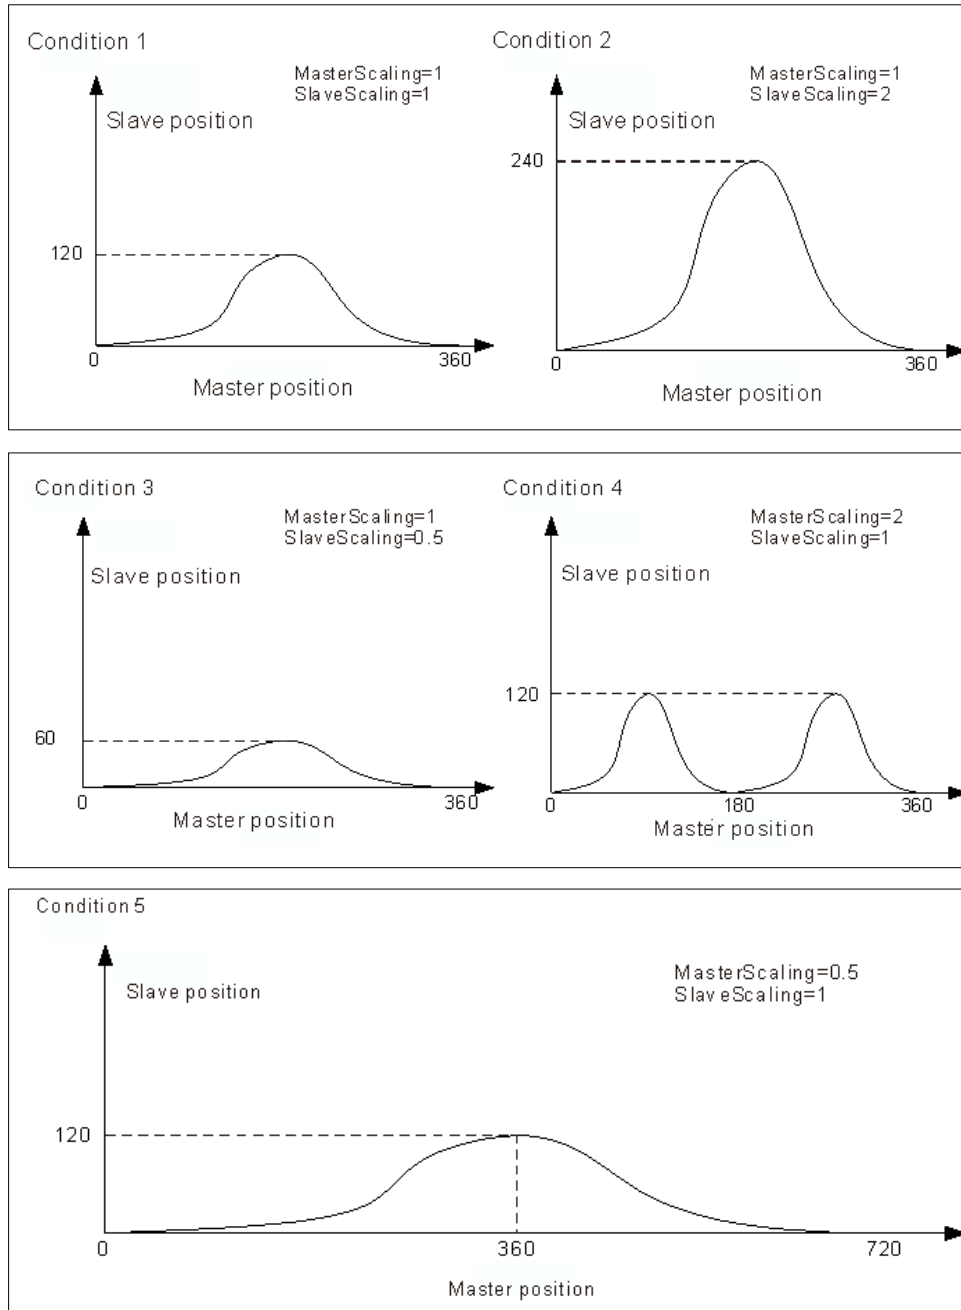 Condition 1
MasterScaling=1
SlaveScaling=1
Slave position
120
0
360
Master position
Condition 2
MasterScaling=1
SlaveScaling=2
Slave position
240
0
360
Master position
Condition 3
MasterScaling=1
SlaveScaling=0.5
Slave position
60
0
360
Master position
Condition 4
MasterScaling=2
SlaveScaling=1
Slave position
120
0
180
360
Master position
Condition 5
MasterScaling=0.5
SlaveScaling=1
Slave position
120
0
360
720
Master position